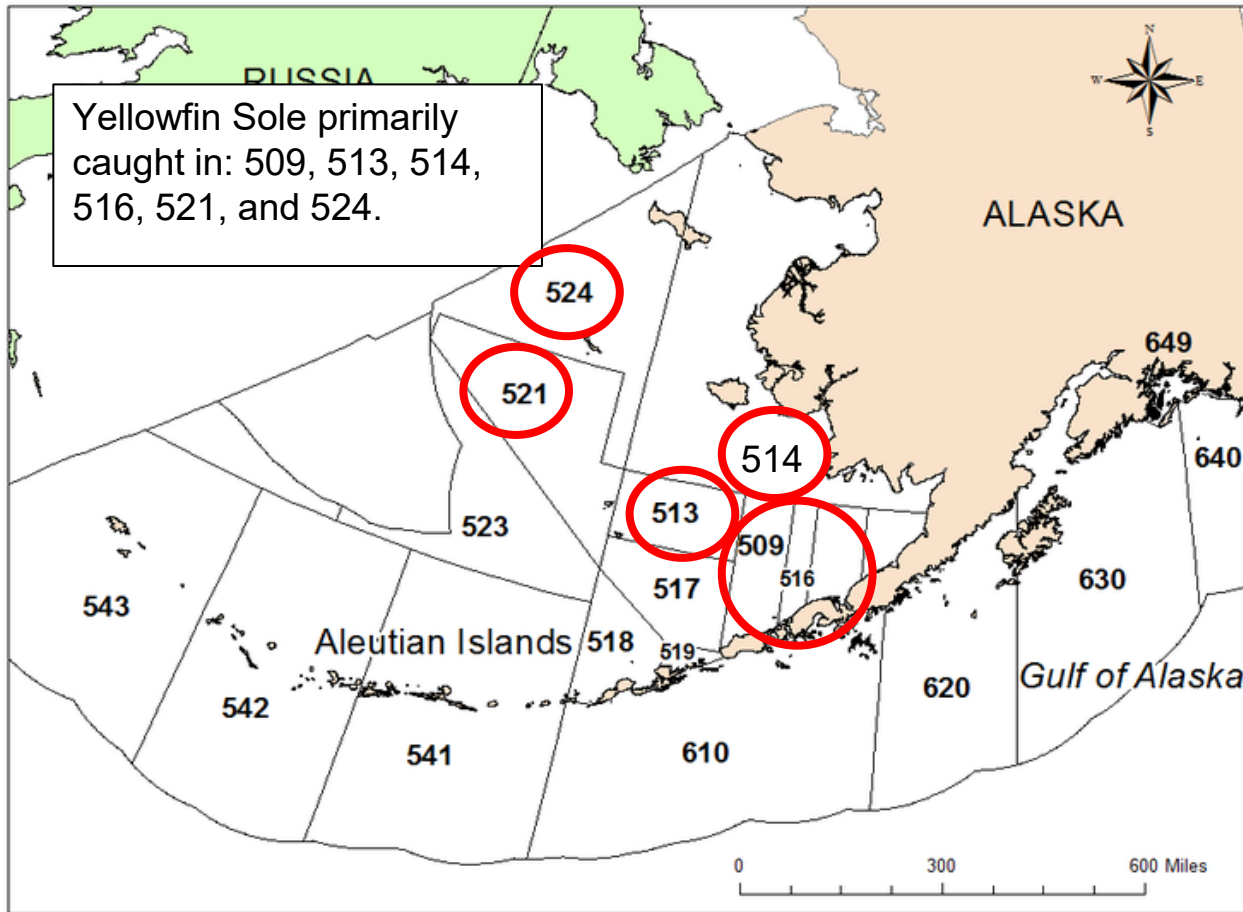 N
W E
S
RUSSIA
Yellowfin Sole primarily
caught in: 509, 513, 514,
516, 521, and 524.
ALASKA
524
649
521
514
640
513
523
509
516
630
543
517
Aleutian Islands
518
519
620
Gulf of Alaska
542
541
610
0 300 600 Miles